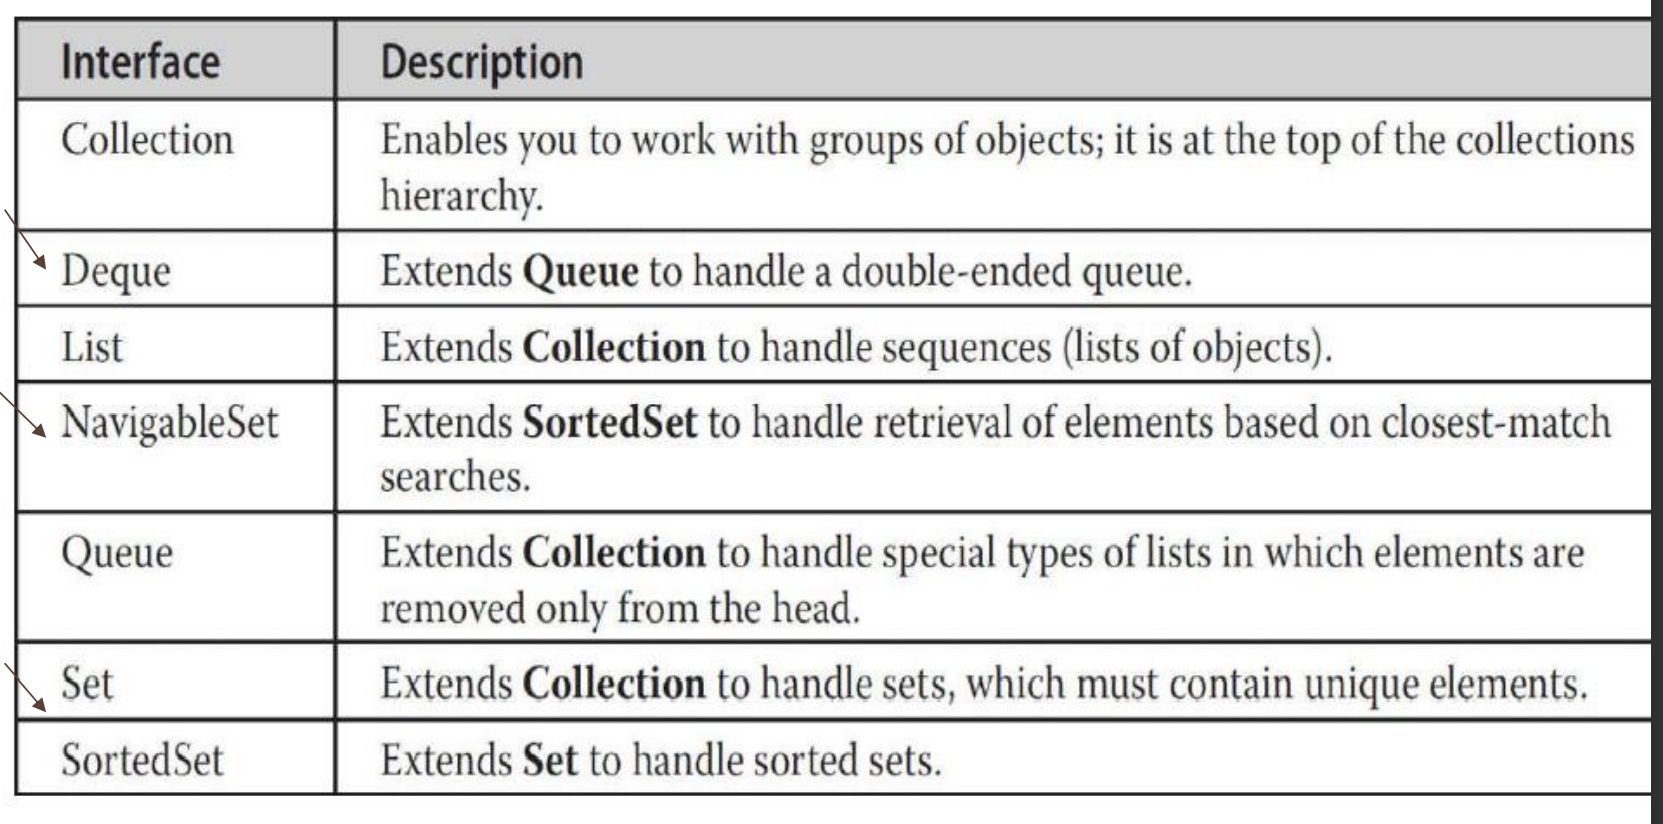 Interface Description
Collection Enables you to work with groups of objects; it is at the top of the collections
hierarchy.
Deque Extends Queue to handle a double-ended queue.
List Extends Collection to handle sequences (lists of objects).
NavigableSet Extends SortedSet to handle retrieval of elements based on closest-match
searches.
Queue Extends Collection to handle special types of lists in which elements are
removed only from the head.
Set Extends Collection to handle sets, which must contain unique elements.
SortedSet Extends Set to handle sorted sets.